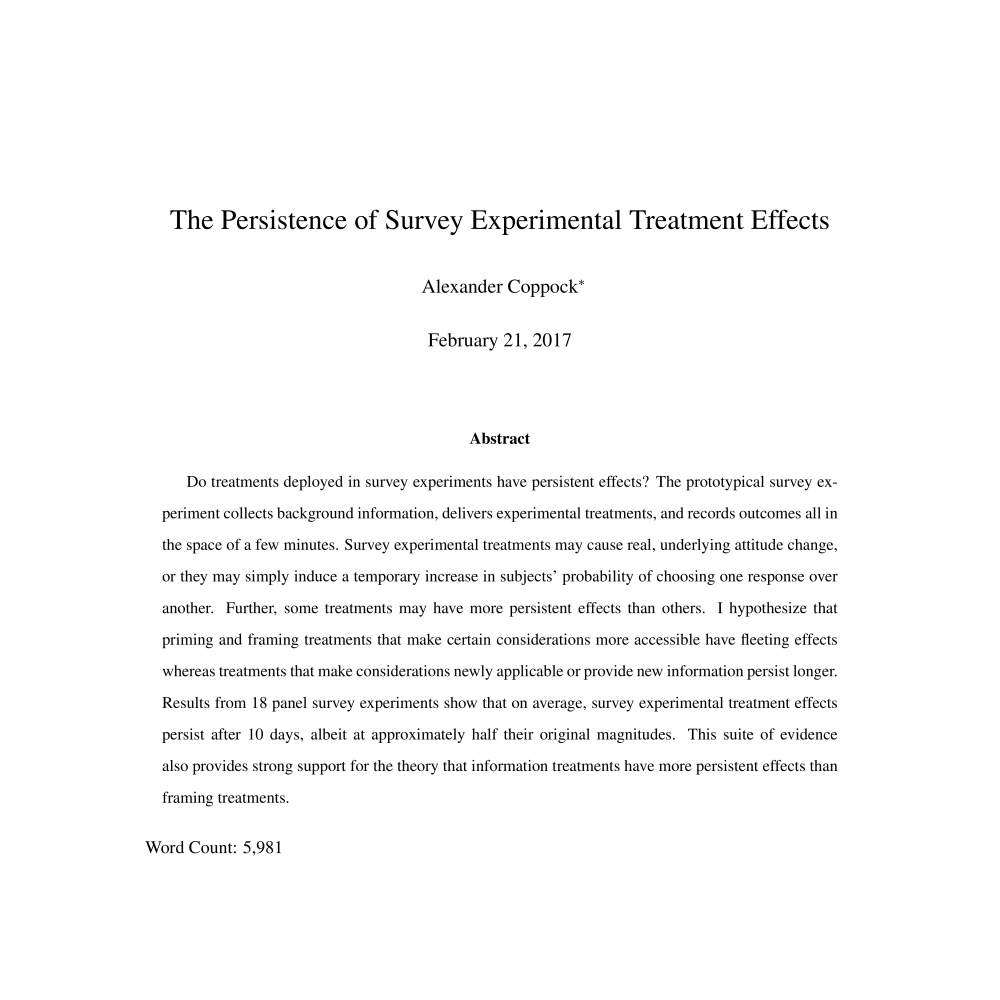 The Persistence of Survey Experimental Treatment Effects
Alexander Coppock*
February 21, 2017
Abstract
Do treatments deployed in survey experiments have persistent effects? The prototypical survey ex-
periment collects background information, delivers experimental treatments, and records outcomes all in
the space of a few minutes. Survey experimental treatments may cause real, underlying attitude change,
or they may simply induce a temporary increase in subjects' probability of choosing one response over
another. Further, some treatments may have more persistent effects than others. I hypothesize that
priming and framing treatments that make certain considerations more accessible have fleeting effects
whereas treatments that make considerations newly applicable or provide new information persist longer.
Results from 18 panel survey experiments show that on average, survey experimental treatment effects
persist after 10 days, albeit at approximately half their original magnitudes. This suite of evidence
also provides strong support for the theory that information treatments have more persistent effects than
framing treatments.
Word Count: 5,981